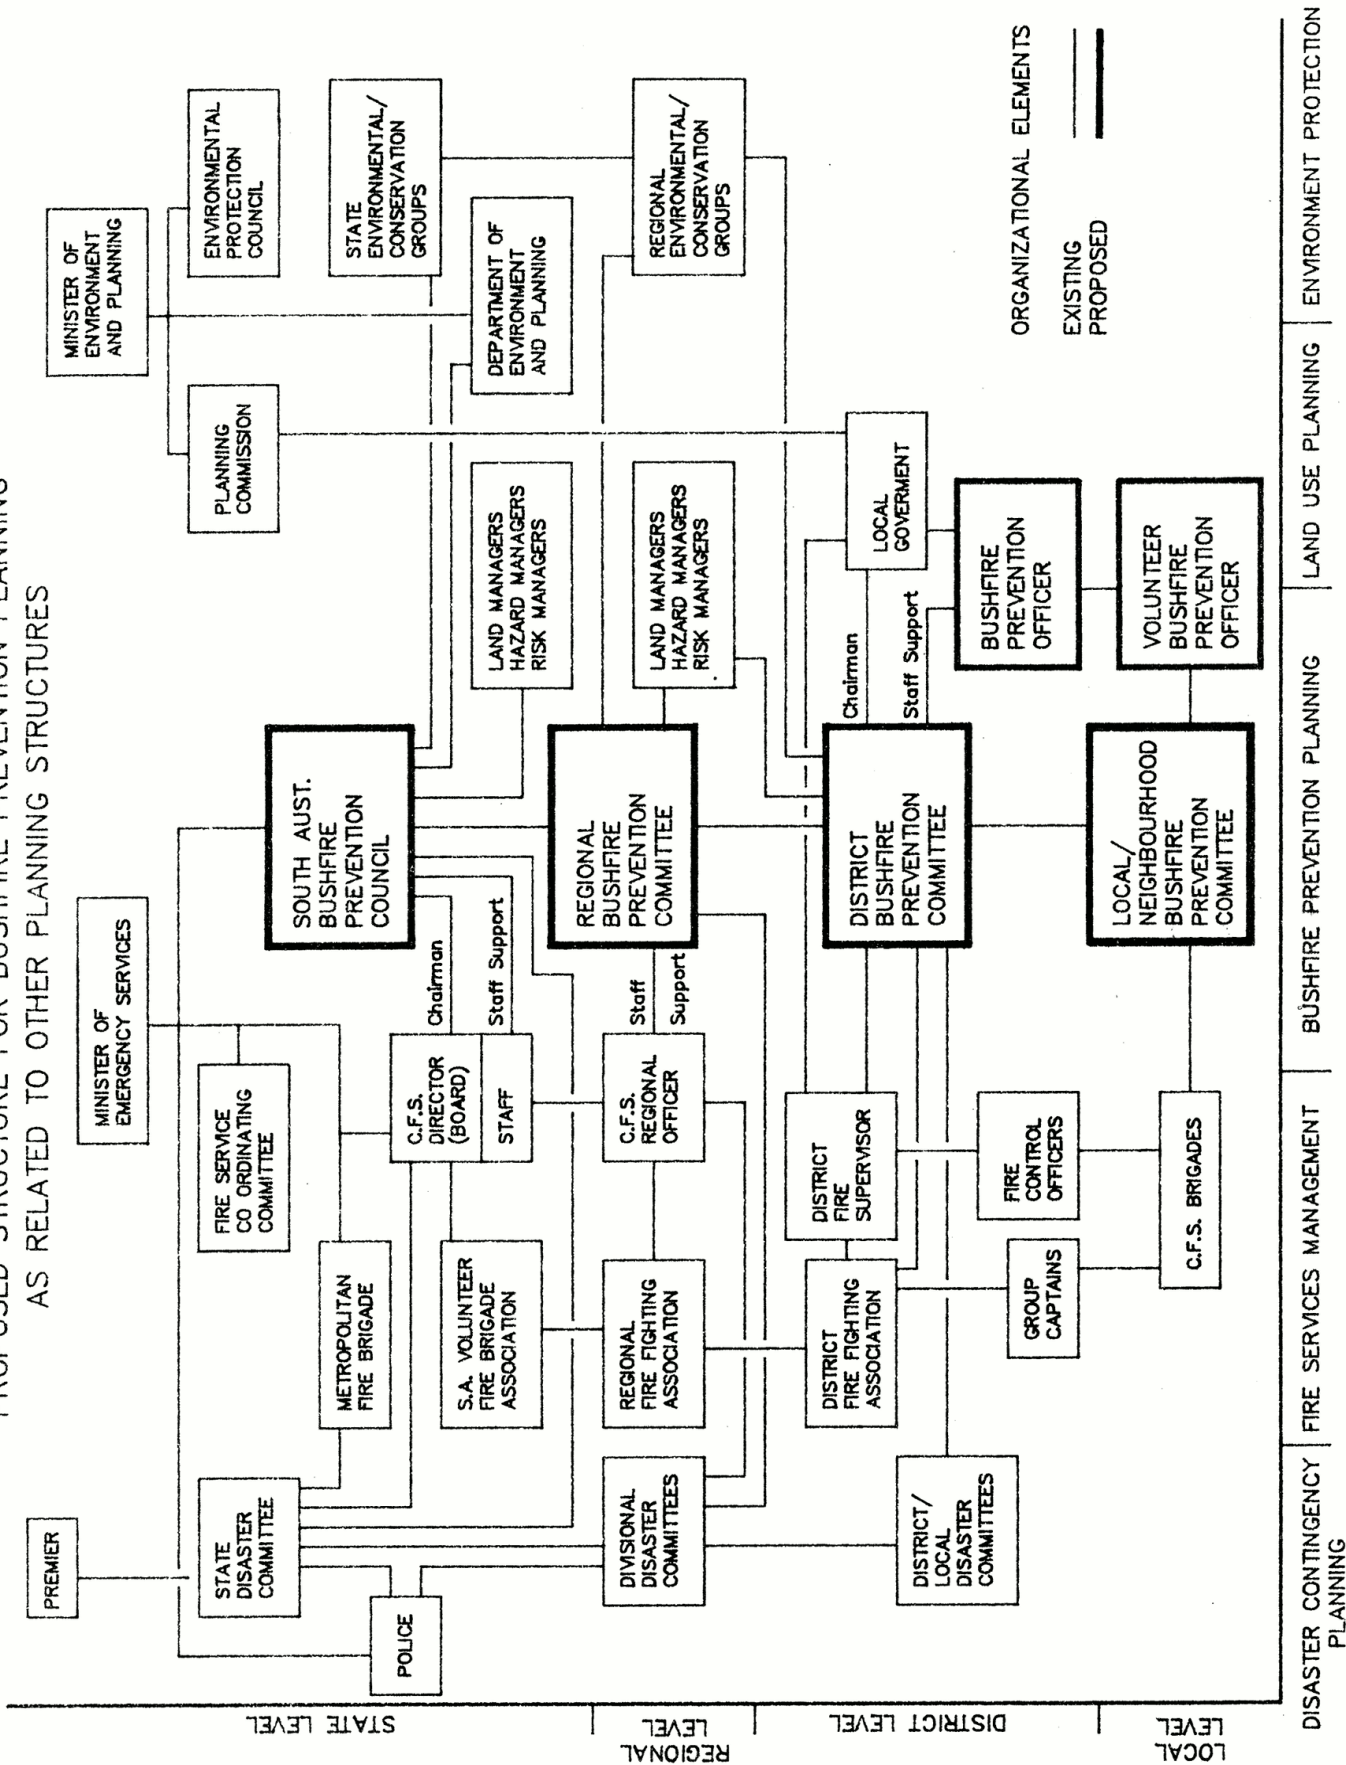 AS RELATED TO OTHER PLANNING STRUCTURES
PREMIER
MINISTER OF
EMERGENCY SERVICES
MINISTER OF
ENVIRONMENT
AND PLANNING
STATE
DISASTER
COMMITTEE
FIRE SERVICE
CO ORDINATING
COMMITTEE
PLANNING
COMMISSION
ENVIRONMENTAL
PROTECTION
COUNCIL
METROPOLITAN
FIRE BRIGADE
SOUTH AUST.
BUSHFIRE
PREVENTION
COUNCIL
STATE
ENVIRONMENTAL/
CONSERVATION
GROUPS
POLICE
C.F.S.
DIRECTOR
(BOARD)
STAFF
Chairman
Staff Support
S.A. VOLUNTEER
FIRE BRIGADE
ASSOCIATION
LAND MANAGERS
HAZARD MANAGERS
RISK MANAGERS
DEPARTMENT OF
ENVIRONMENT
AND PLANNING
DIVISIONAL
DISASTER
COMMITTEES
REGIONAL
FIRE FIGHTING
ASSOCIATION
C.F.S.
REGIONAL
OFFICER
Staff
Support
REGIONAL
BUSHFIRE
PREVENTION
COMMITTEE
LAND MANAGERS
HAZARD MANAGERS
RISK MANAGERS
REGIONAL
ENVIRONMENTAL/
CONSERVATION
GROUPS
DISTRICT
FIRE FIGHTING
ASSOCIATION
DISTRICT
FIRE
SUPERVISOR
DISTRICT
BUSHFIRE
PREVENTION
COMMITTEE
Chairman
Staff Support
LOCAL
GOVERMENT
DISTRICT/
LOCAL
DISASTER
COMMITTEES
GROUP
CAPTAINS
FIRE
CONTROL
OFFICERS
BUSHFIRE
PREVENTION
OFFICER
C.F.S. BRIGADES
LOCAL/
NEIGHBOURHOOD
BUSHFIRE
PREVENTION
COMMITTEE
VOLUNTEER
BUSHFIRE
PREVENTION
OFFICER
ORGANIZATIONAL ELEMENTS
EXISTING
PROPOSED
STATE LEVEL
REGIONAL
LEVEL
DISTRICT LEVEL
LOCAL
LEVEL
DISASTER CONTINGENCY
PLANNING
FIRE SERVICES MANAGEMENT
BUSHFIRE PREVENTION PLANNING
LAND USE PLANNING
ENVIRONMENT PROTECTION